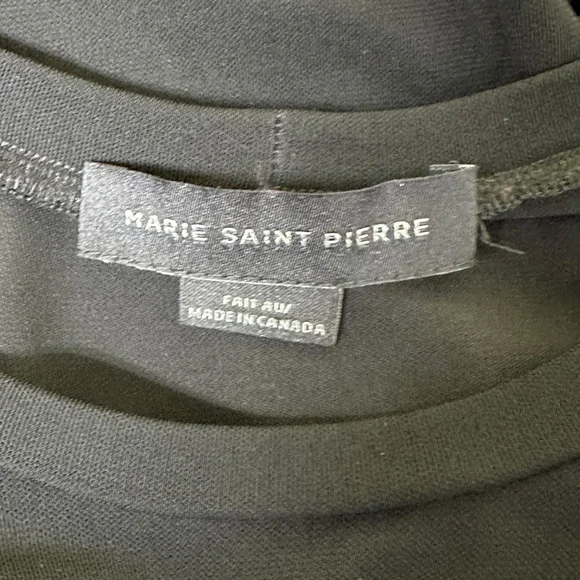 MARIE SAINT PIERRE
FAIT AU/
MADE IN CANADA